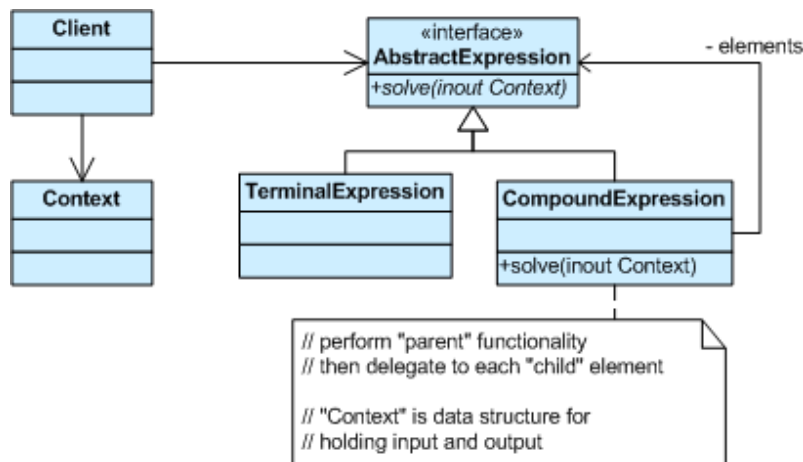 Client
«interface»
AbstractExpression
+solve(inout Context)
- elements
Context
TerminalExpression
CompoundExpression
+solve(inout Context)
// perform "parent" functionality
// then delegate to each "child" element
// "Context" is data structure for
// holding input and output